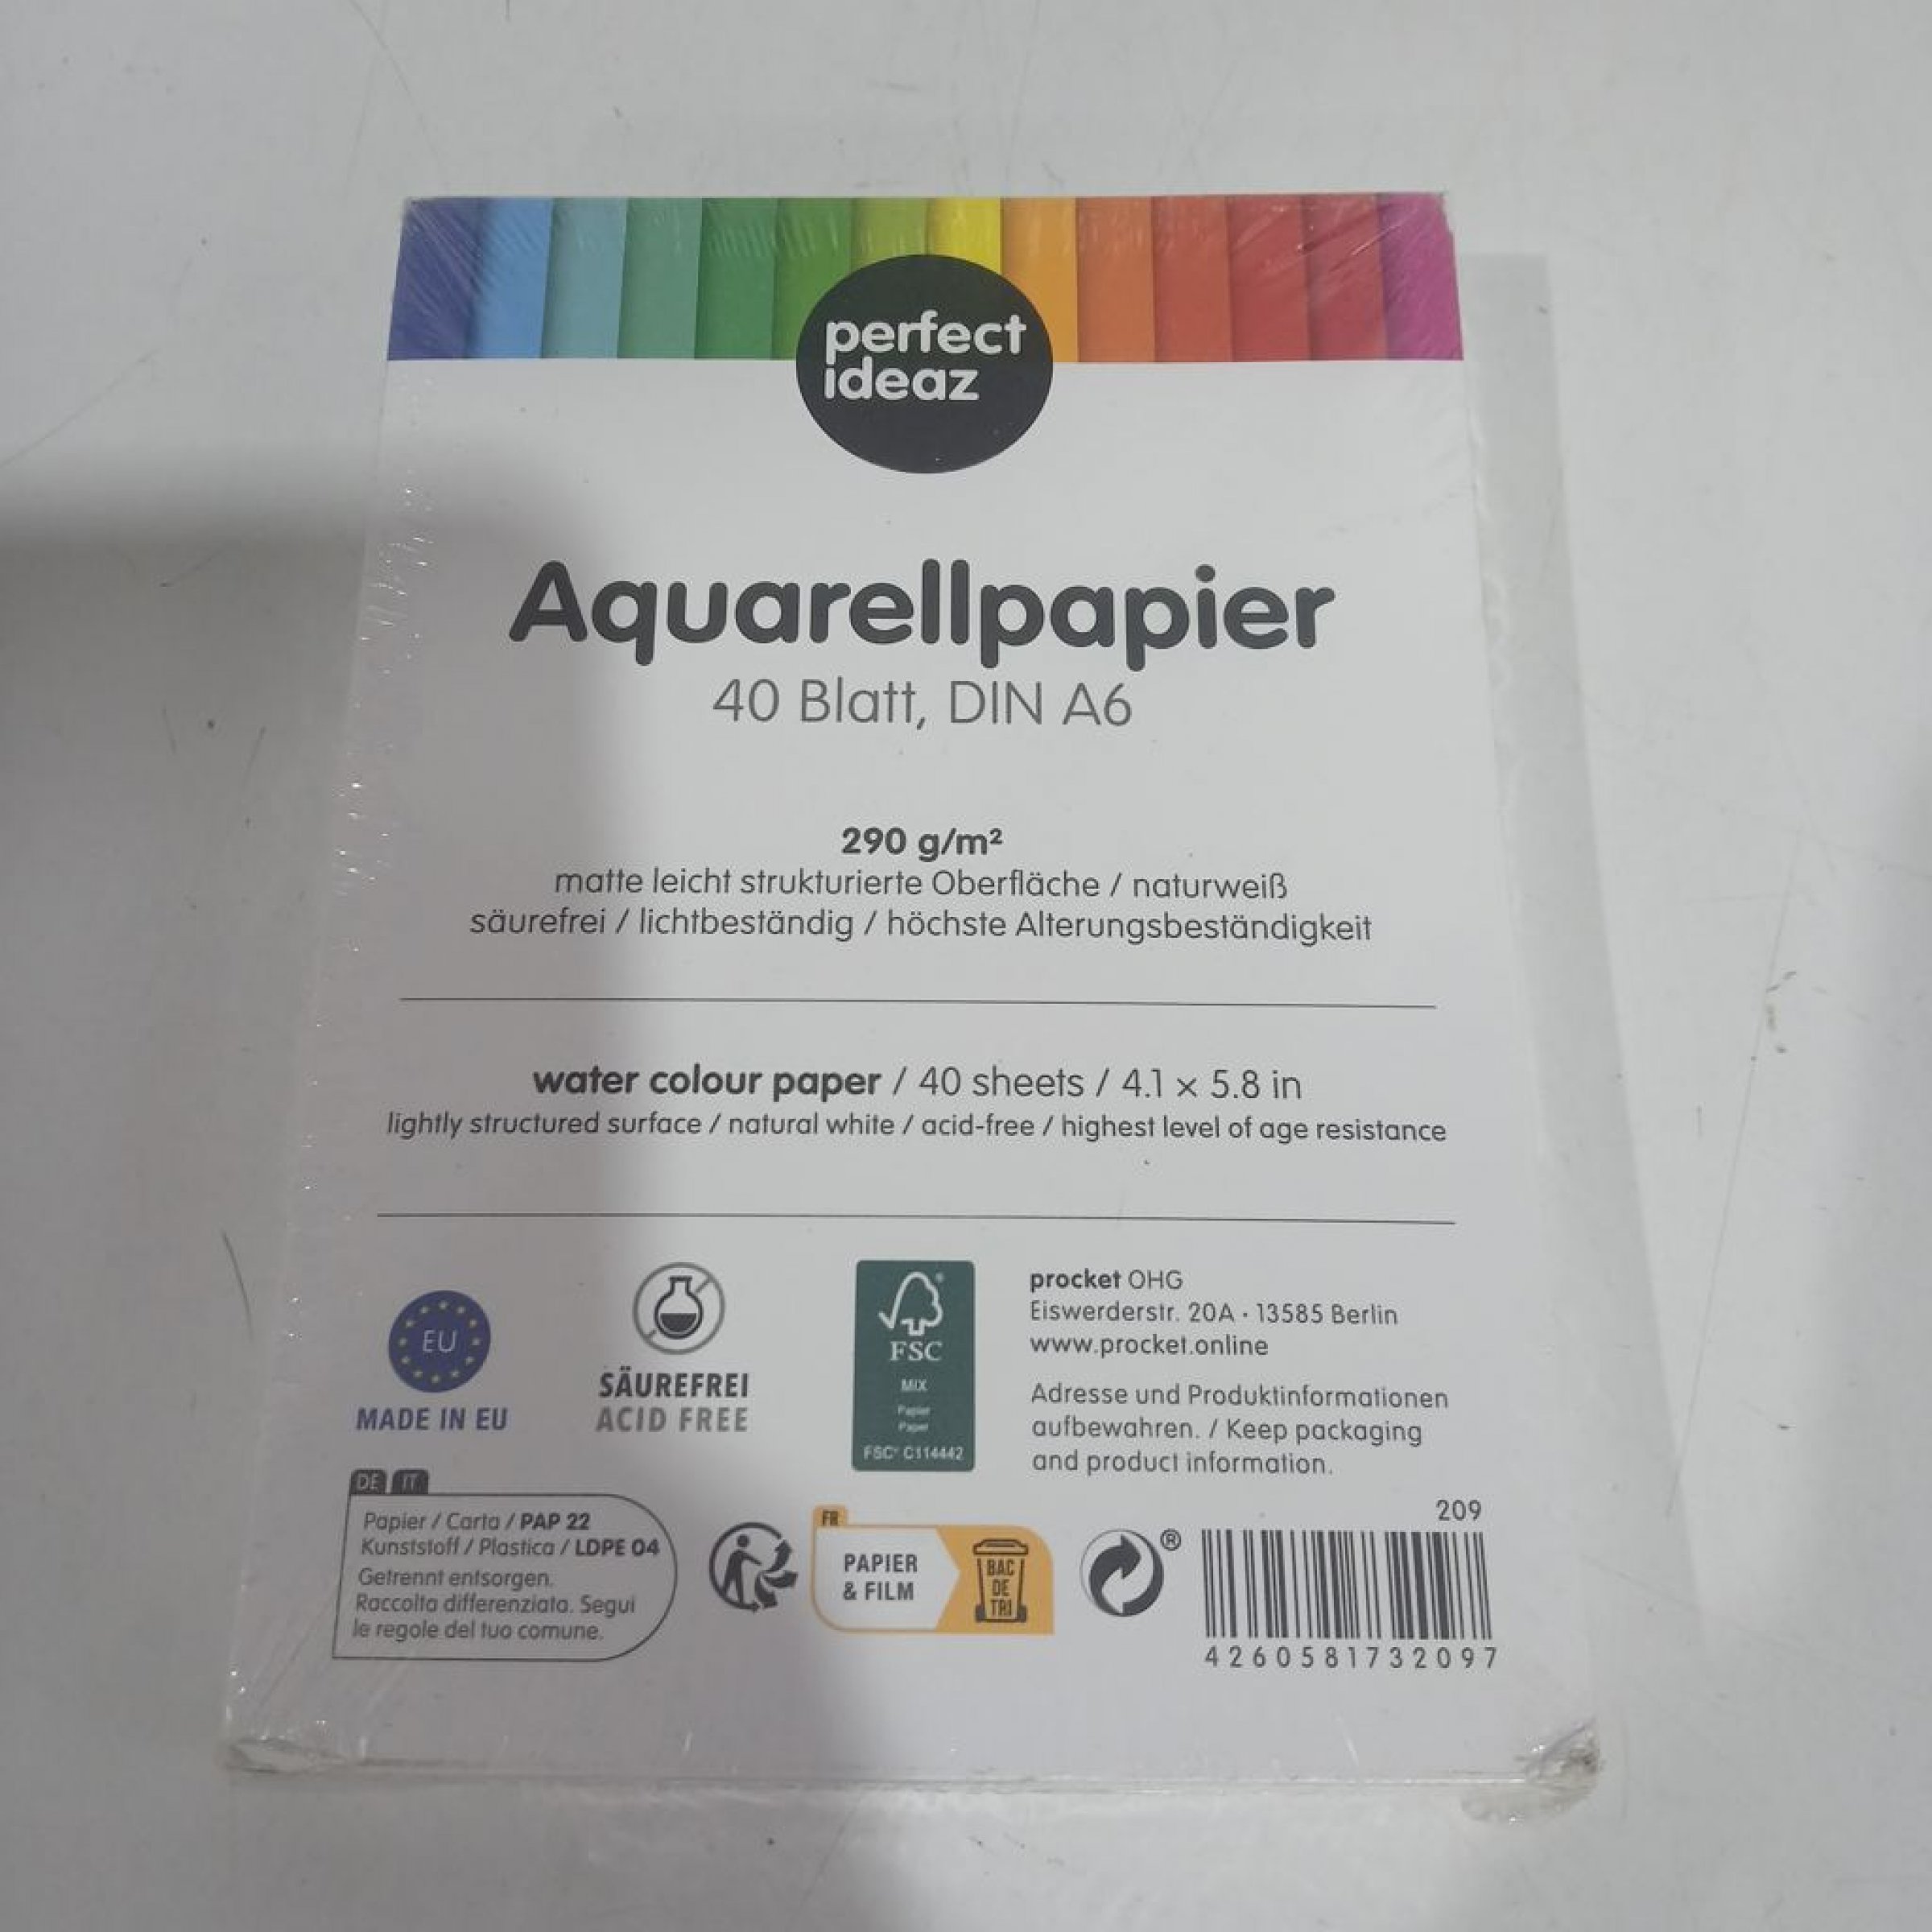 perfect
ideaz
Aquarellpapier
40 Blatt, DIN A6
290 g/m²
matte leicht strukturierte Oberfläche / naturweiß
säurefrei / lichtbeständig / höchste Alterungsbeständigkeit
water colour paper / 40 sheets / 4.1 x 5.8 in
lightly structured surface / natural white / acid-free / highest level of age resistance
EU
MADE IN EU
SÄUREFREI
ACID FREE
®
FSC
MIX
Papier
Paper
FSC® C114442
procket OHG
Eiswerderstr. 20A · 13585 Berlin
www.procket.online
Adresse und Produktinformationen
aufbewahren. / Keep packaging
and product information.
DE IT
Papier / Carta / PAP 22
Kunststoff / Plastica / LDPE 04
Getrennt entsorgen.
Raccolta differenziata. Segui
le regole del tuo comune.
FR
PAPIER
& FILM
BAC
DE
TRI
®
209
4260581732097